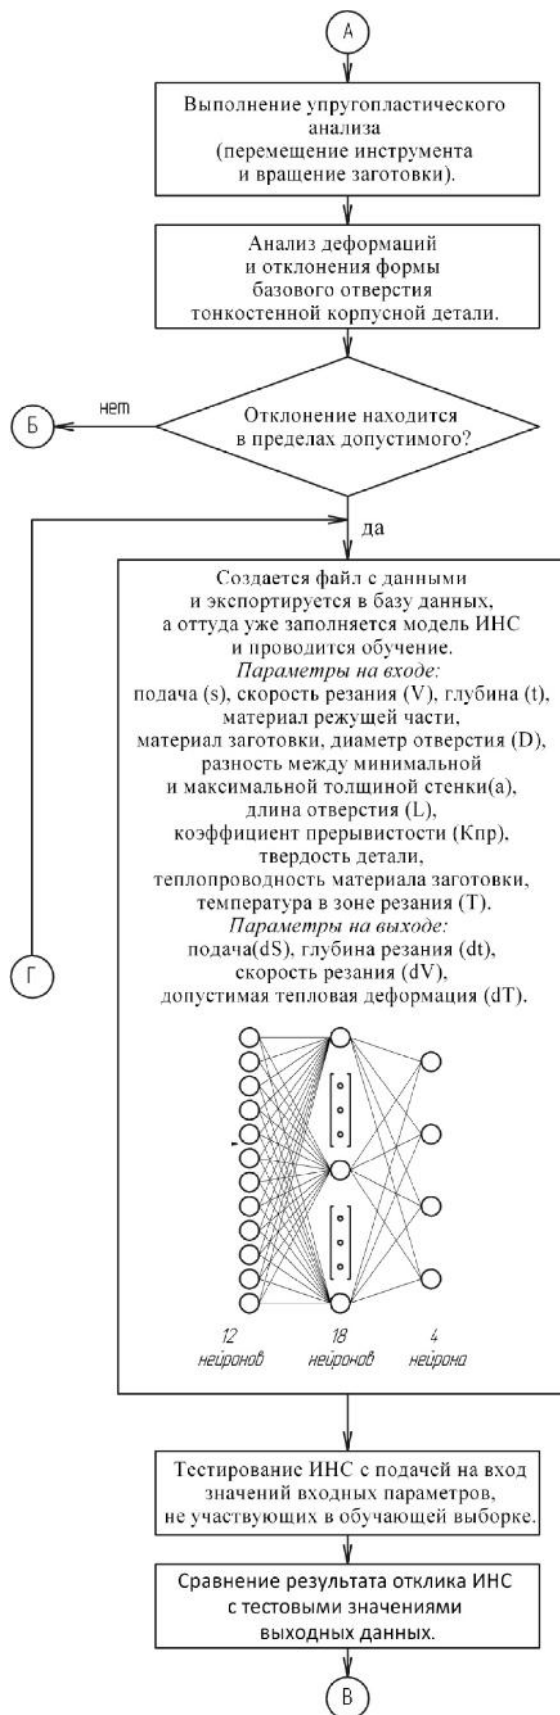 А
Выполнение упругопластического
анализа
(перемещение инструмента
и вращение заготовки).
Анализ деформаций
и отклонения формы
базового отверстия
тонкостенной корпусной детали.
нет
Б
Отклонение находится
в пределах допустимого?
да
Создается файл с данными
и экспортируется в базу данных,
а оттуда уже заполняется модель ИНС
и проводится обучение.
Параметры на входе:
подача (s), скорость резания (V), глубина (t),
материал режущей части,
материал заготовки, диаметр отверстия (D),
разность между минимальной
и максимальной толщиной стенки(а),
длина отверстия (L),
коэффициент прерывистости (Кпр),
твердость детали,
теплопроводность материала заготовки,
температура в зоне резания (Т).
Параметры на выходе:
подача(dS), глубина резания (dt),
скорость резания (dV),
допустимая тепловая деформация (dT).
Г
12 18 4
нейронов нейронов нейрона
Тестирование ИНС с подачей на вход
значений входных параметров,
не участвующих в обучающей выборке.
Сравнение результата отклика ИНС
с тестовыми значениями
выходных данных.
В